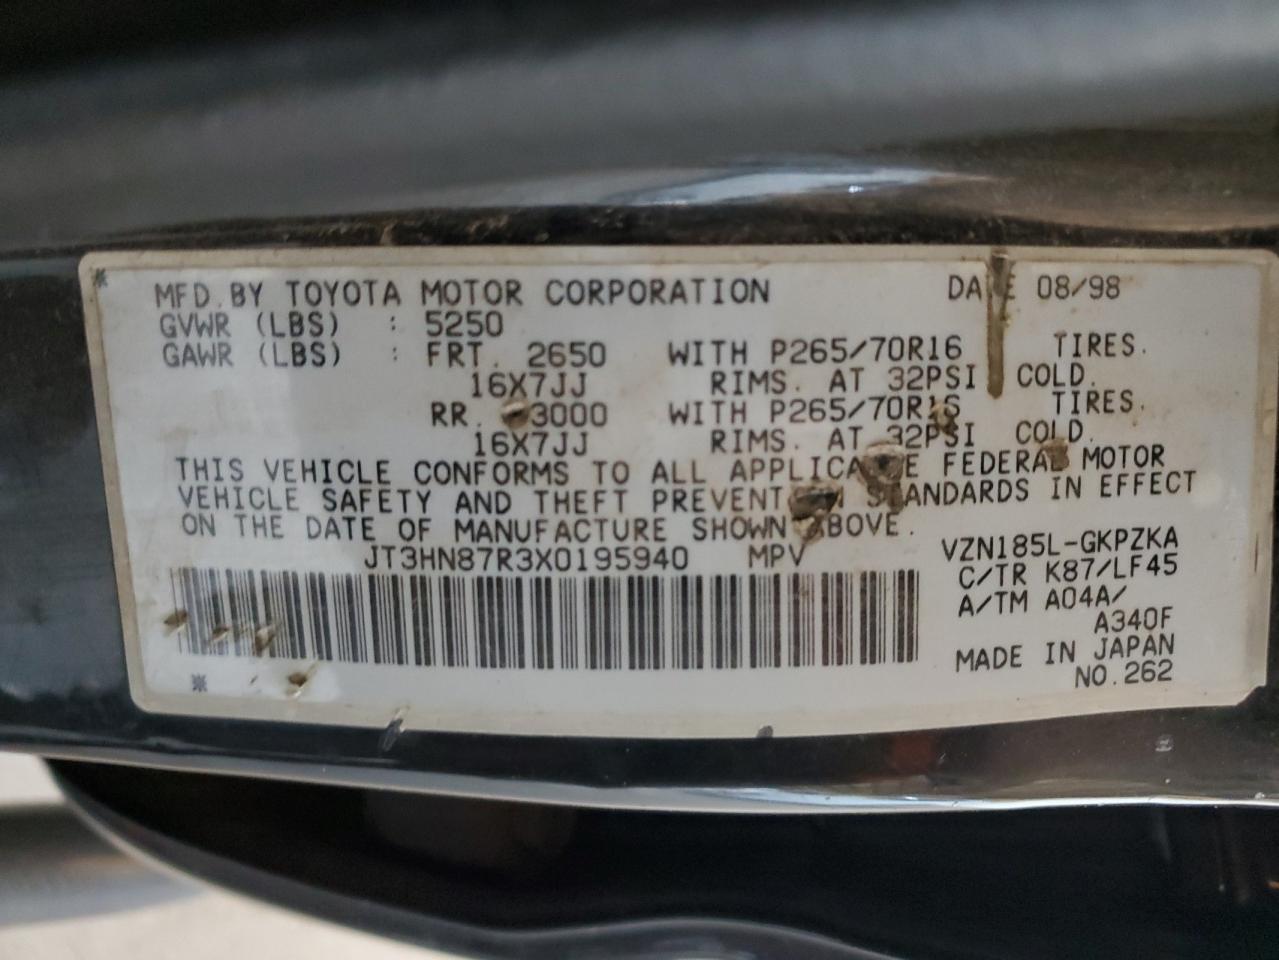 MFD. BY TOYOTA MOTOR CORPORATION DATE 08/98
GVWR (LBS) : 5250
GAWR (LBS) : FRT. 2650 WITH P265/70R16 TIRES.
16X7JJ RIMS. AT 32PSI COLD.
RR. 3000 WITH P265/70R16 TIRES.
16X7JJ RIMS. AT 32PSI COLD.
THIS VEHICLE CONFORMS TO ALL APPLICABLE FEDERAL MOTOR
VEHICLE SAFETY AND THEFT PREVENTION STANDARDS IN EFFECT
ON THE DATE OF MANUFACTURE SHOWN ABOVE.
JT3HN87R3X0195940 MPV
VZN185L-GKPZKA
C/TR K87/LF45
A/TM A04A/
A340F
MADE IN JAPAN
NO.262